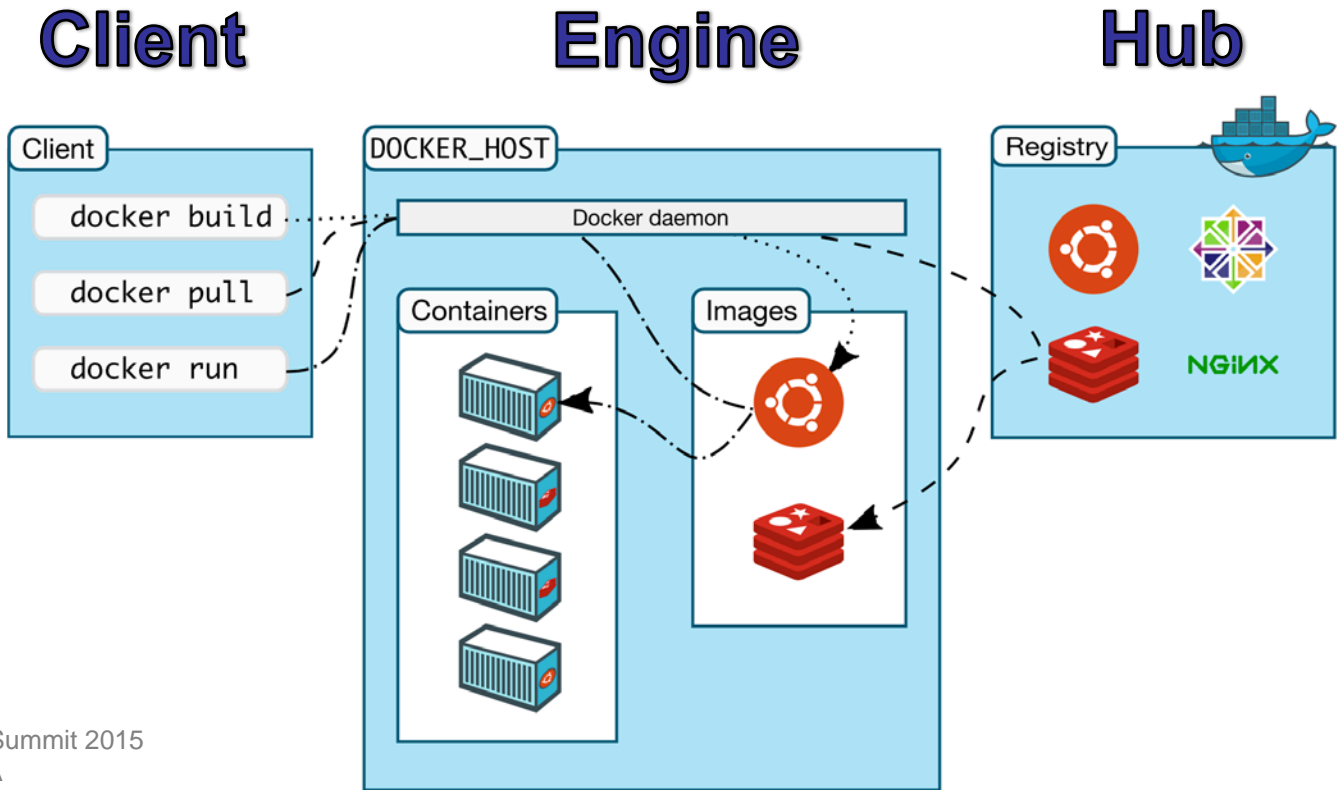 Client
Engine
Hub
Client
docker build
docker pull
docker run
DOCKER_HOST
Docker daemon
Containers
Images
Registry
NGiNX
Summit 2015